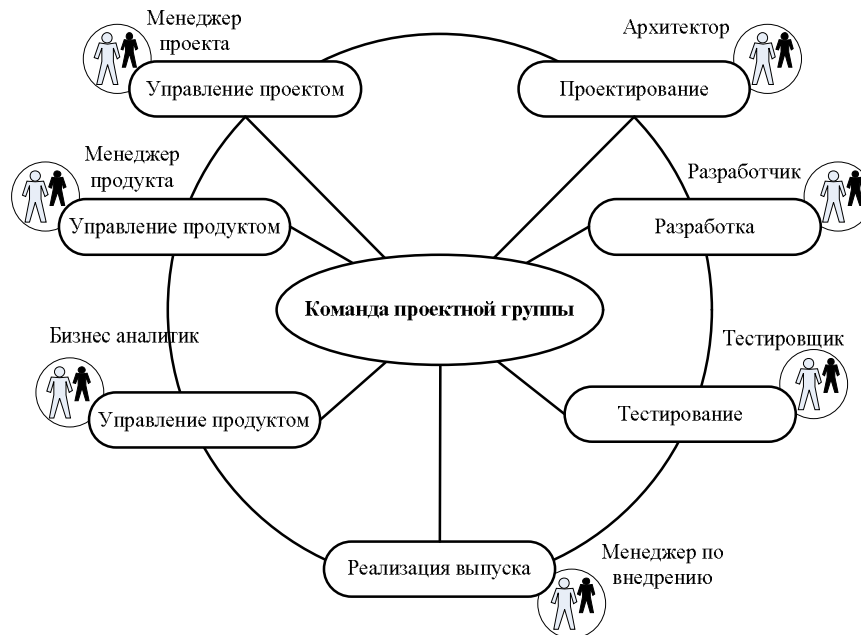 Менеджер
проекта
Управление проектом
Архитектор
Проектирование
Менеджер
продукта
Управление продуктом
Разработчик
Разработка
Команда проектной группы
Бизнес аналитик
Управление продуктом
Тестировщик
Тестирование
Реализация выпуска
Менеджер по
внедрению